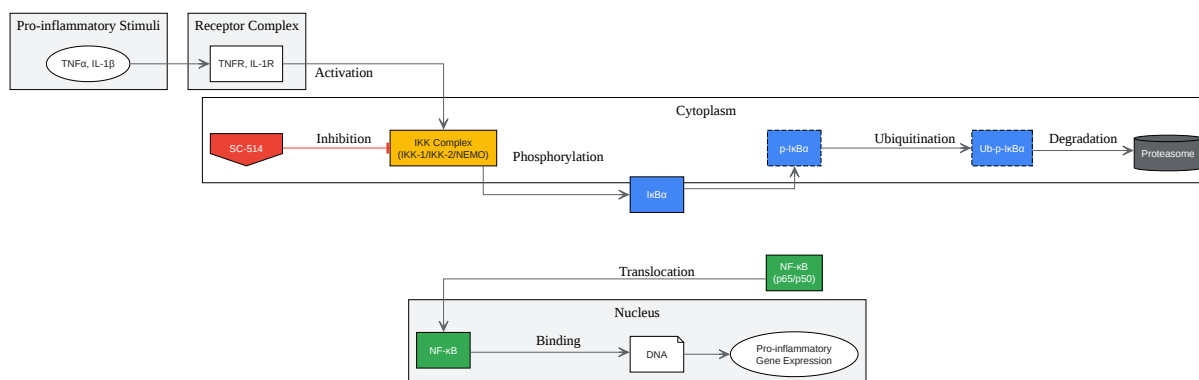 Pro-inflammatory Stimuli
TNFα, IL-1β
Receptor Complex
TNFR, IL-1R
Activation
Cytoplasm
SC-514
Inhibition
IKK Complex
(IKK-1/IKK-2/NEMO)
Phosphorylation
IκBα
p-IκBα
Ubiquitination
Ub-p-IκBα
Degradation
Proteasome
NF-κB
(p65/p50)
Translocation
Nucleus
NF-κB
Binding
DNA
Pro-inflammatory
Gene Expression